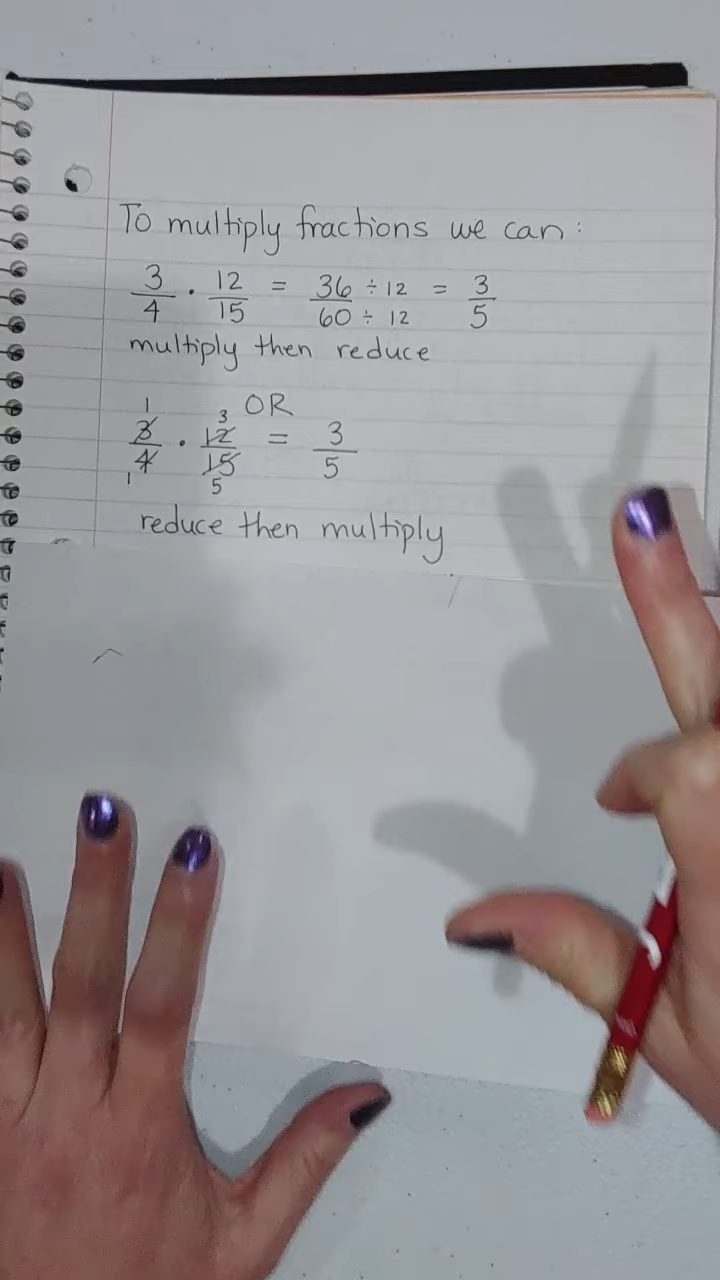 To multiply fractions we can:
3/4 · 12/15 = 36 ÷ 12 / 60 ÷ 12 = 3/5
multiply then reduce
OR
1 3
3/4 · 12/15 = 3/5
1 5
reduce then multiply